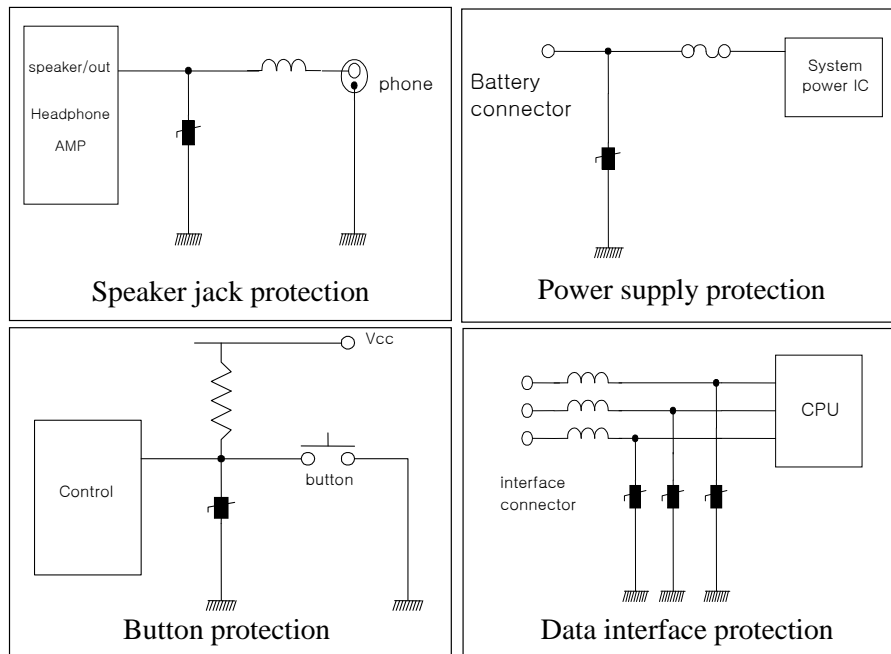 speaker/out
Headphone
AMP
phone
Speaker jack protection
Battery
connector
System
power IC
Power supply protection
Vcc
Control
button
Button protection
CPU
interface
connector
Data interface protection